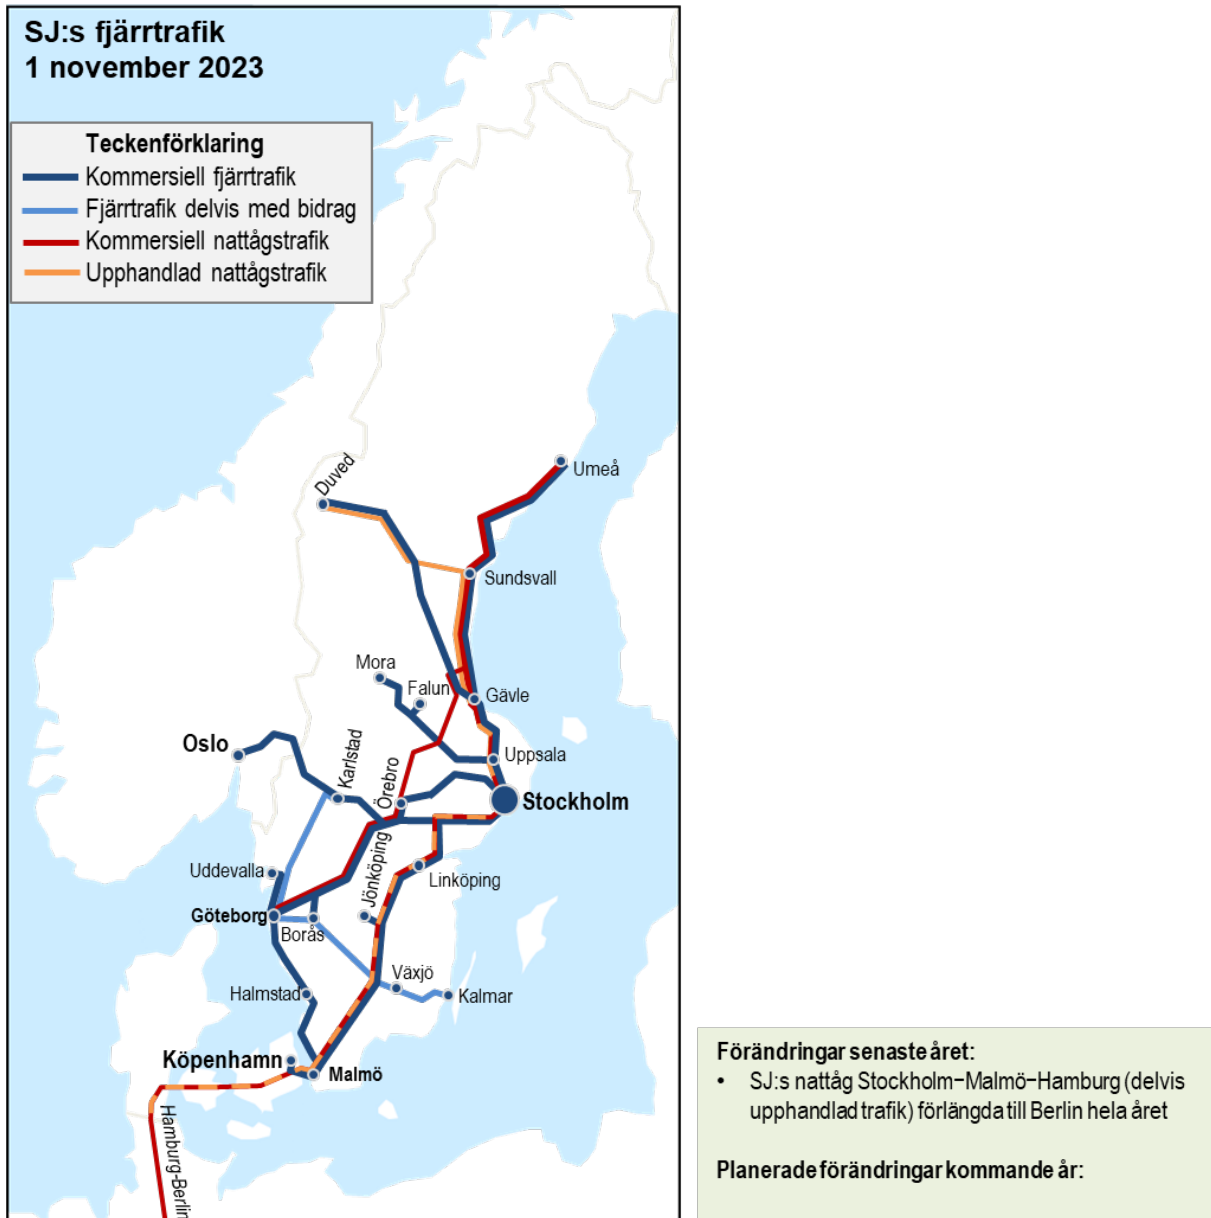 SJ:s fjärrtrafik
1 november 2023
Teckenförklaring
Kommersiell fjärrtrafik
Fjärrtrafik delvis med bidrag
Kommersiell nattågstrafik
Upphandlad nattågstrafik
Duved
Umeå
Sundsvall
Mora
Falun
Gävle
Oslo
Karlstad
Örebro
Uppsala
Stockholm
Uddevalla
Jönköping
Linköping
Göteborg
Borås
Halmstad
Växjö
Kalmar
Köpenhamn
Malmö
Hamburg-Berlin
Förändringar senaste året:
• SJ:s nattåg Stockholm–Malmö–Hamburg (delvis
upphandlad trafik) förlängda till Berlin hela året
Planerade förändringar kommande år: